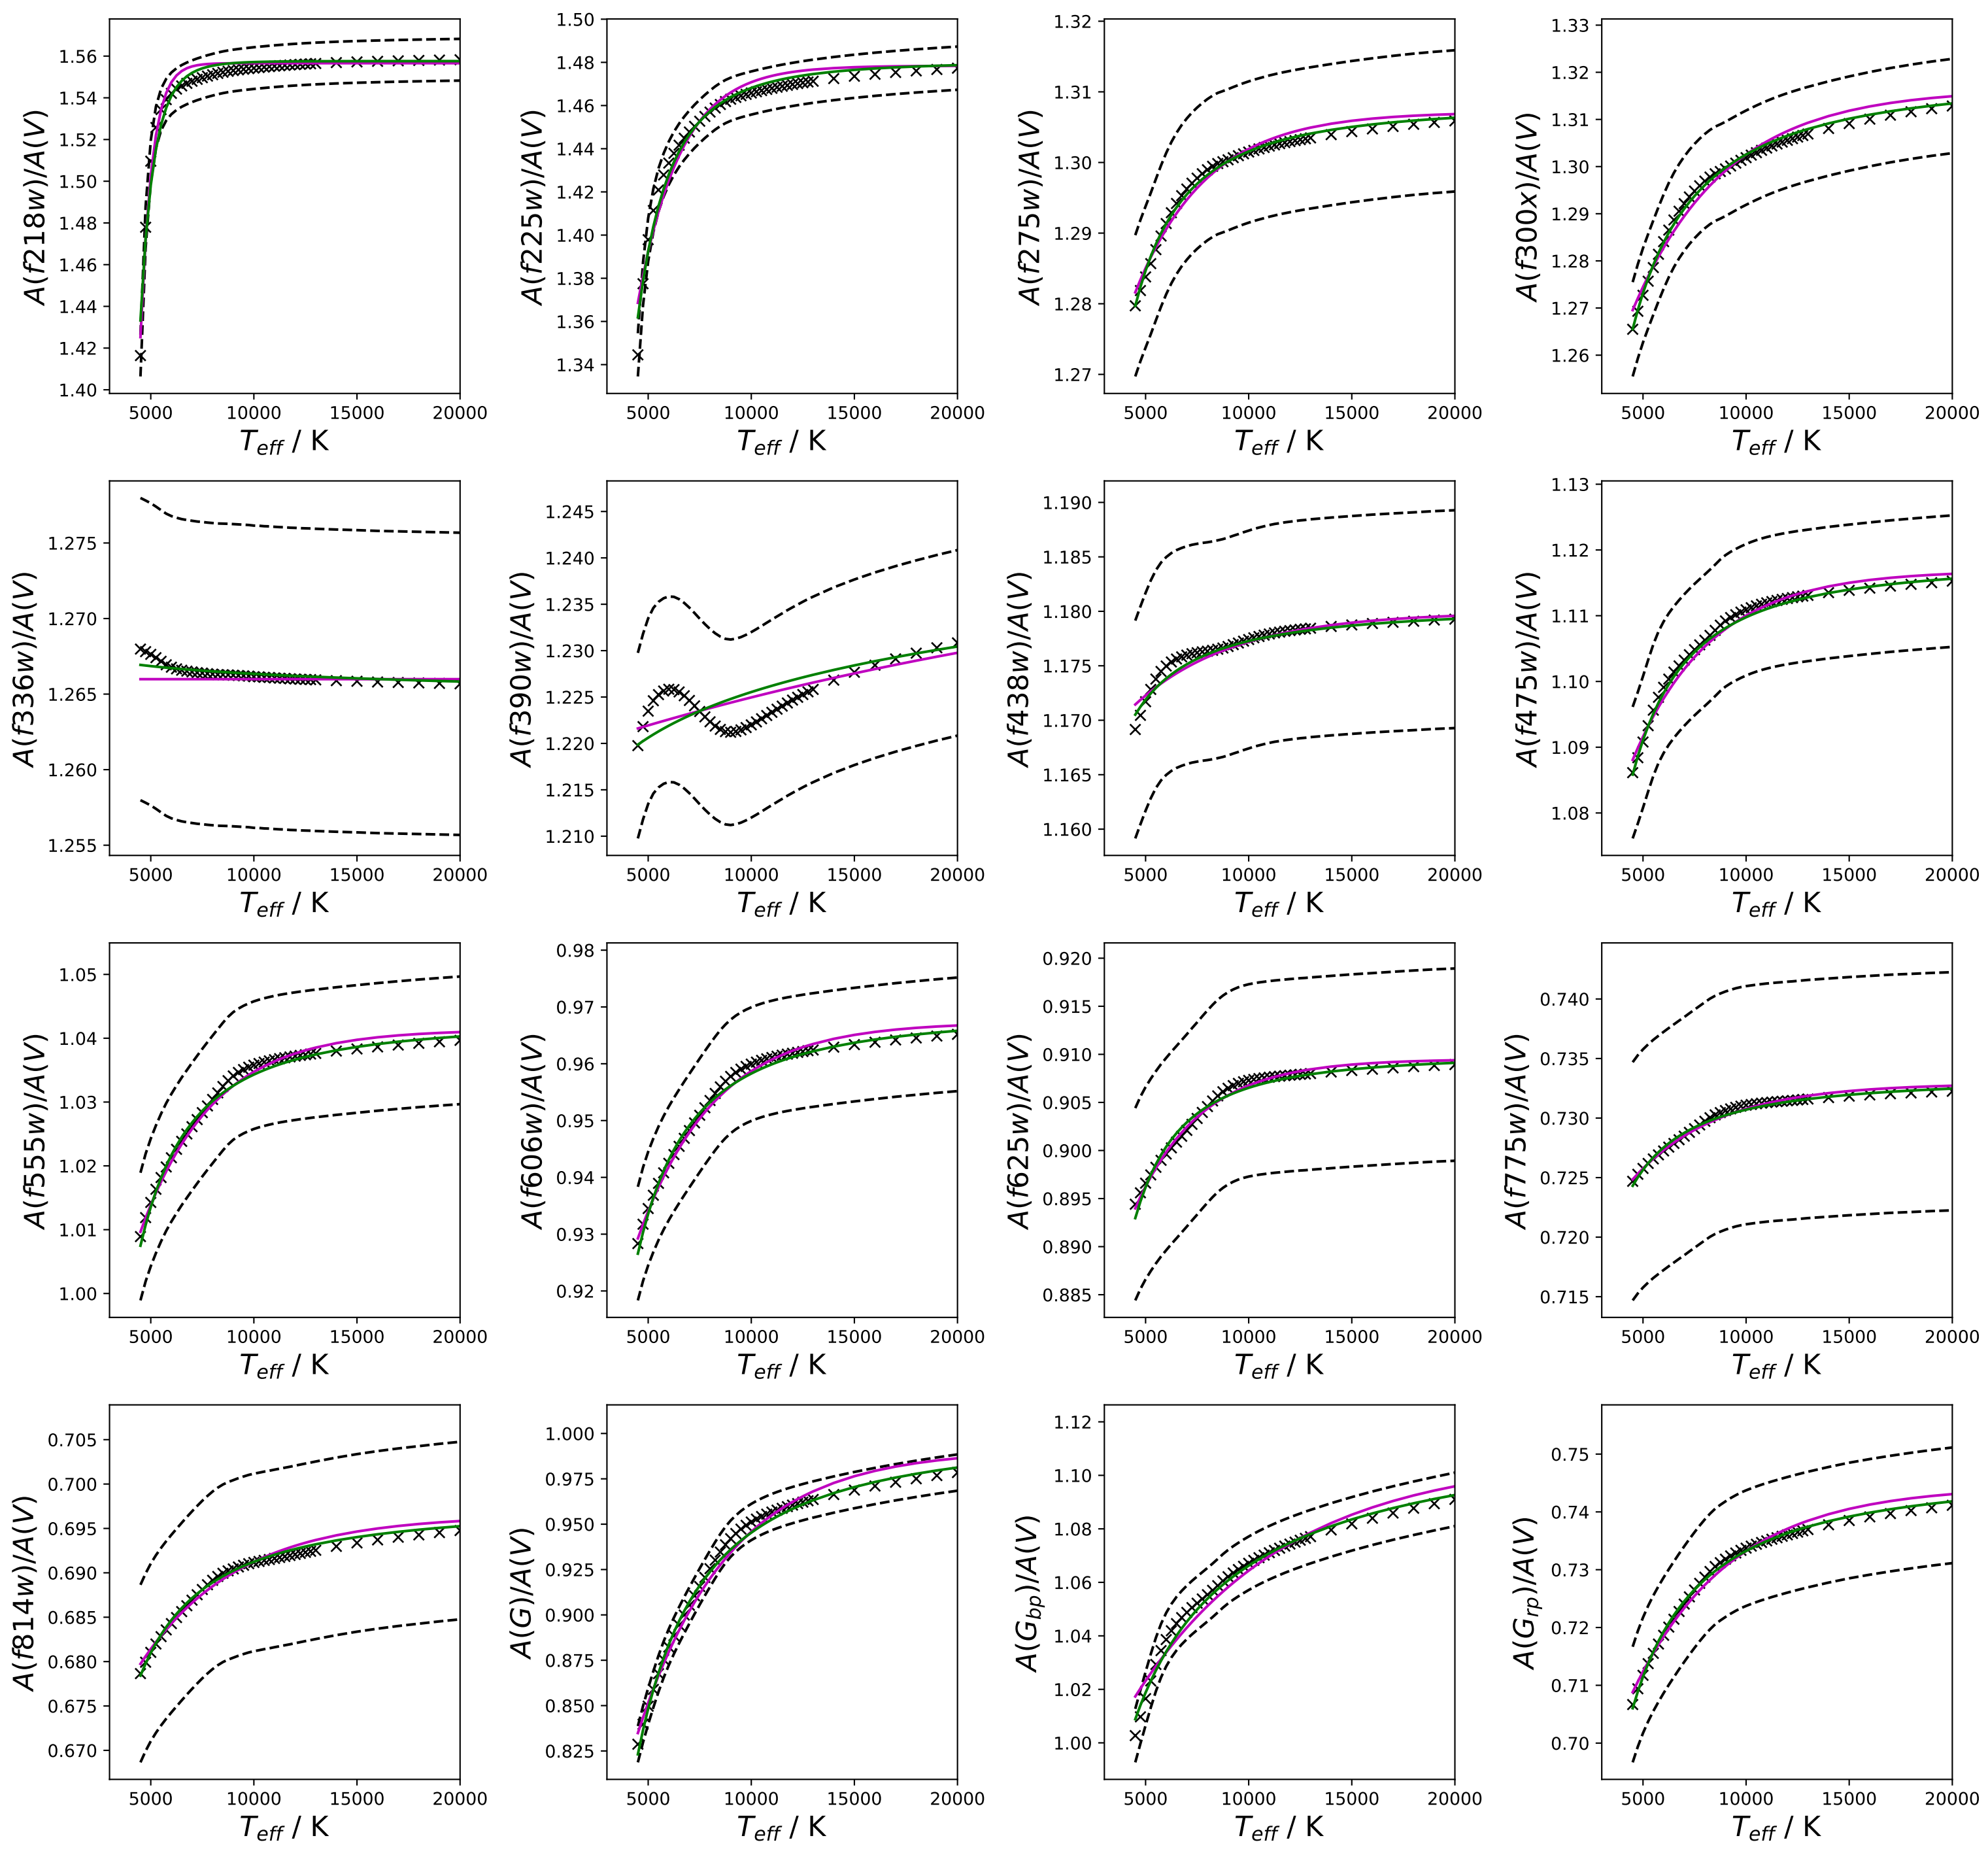 1.56
1.54
1.52
1.50
1.48
1.46
1.44
1.42
1.40
A(f218w)/A(V)
5000 10000 15000 20000
T_eff / K
1.50
1.48
1.46
1.44
1.42
1.40
1.38
1.36
1.34
A(f225w)/A(V)
5000 10000 15000 20000
T_eff / K
1.32
1.31
1.30
1.29
1.28
1.27
A(f275w)/A(V)
5000 10000 15000 20000
T_eff / K
1.33
1.32
1.31
1.30
1.29
1.28
1.27
1.26
A(f300x)/A(V)
5000 10000 15000 20000
T_eff / K
1.275
1.270
1.265
1.260
1.255
A(f336w)/A(V)
5000 10000 15000 20000
T_eff / K
1.245
1.240
1.235
1.230
1.225
1.220
1.215
1.210
A(f390w)/A(V)
5000 10000 15000 20000
T_eff / K
1.190
1.185
1.180
1.175
1.170
1.165
1.160
A(f438w)/A(V)
5000 10000 15000 20000
T_eff / K
1.13
1.12
1.11
1.10
1.09
1.08
A(f475w)/A(V)
5000 10000 15000 20000
T_eff / K
1.05
1.04
1.03
1.02
1.01
1.00
A(f555w)/A(V)
5000 10000 15000 20000
T_eff / K
0.98
0.97
0.96
0.95
0.94
0.93
0.92
A(f606w)/A(V)
5000 10000 15000 20000
T_eff / K
0.920
0.915
0.910
0.905
0.900
0.895
0.890
0.885
A(f625w)/A(V)
5000 10000 15000 20000
T_eff / K
0.740
0.735
0.730
0.725
0.720
0.715
A(f775w)/A(V)
5000 10000 15000 20000
T_eff / K
0.705
0.700
0.695
0.690
0.685
0.680
0.675
0.670
A(f814w)/A(V)
5000 10000 15000 20000
T_eff / K
1.000
0.975
0.950
0.925
0.900
0.875
0.850
0.825
A(G)/A(V)
5000 10000 15000 20000
T_eff / K
1.12
1.10
1.08
1.06
1.04
1.02
1.00
A(G_bp)/A(V)
5000 10000 15000 20000
T_eff / K
0.75
0.74
0.73
0.72
0.71
0.70
A(G_rp)/A(V)
5000 10000 15000 20000
T_eff / K